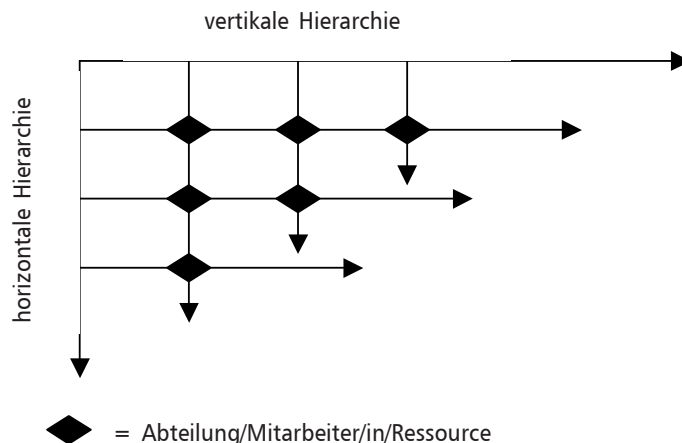 vertikale Hierarchie
horizontale Hierarchie
= Abteilung/Mitarbeiter/in/Ressource